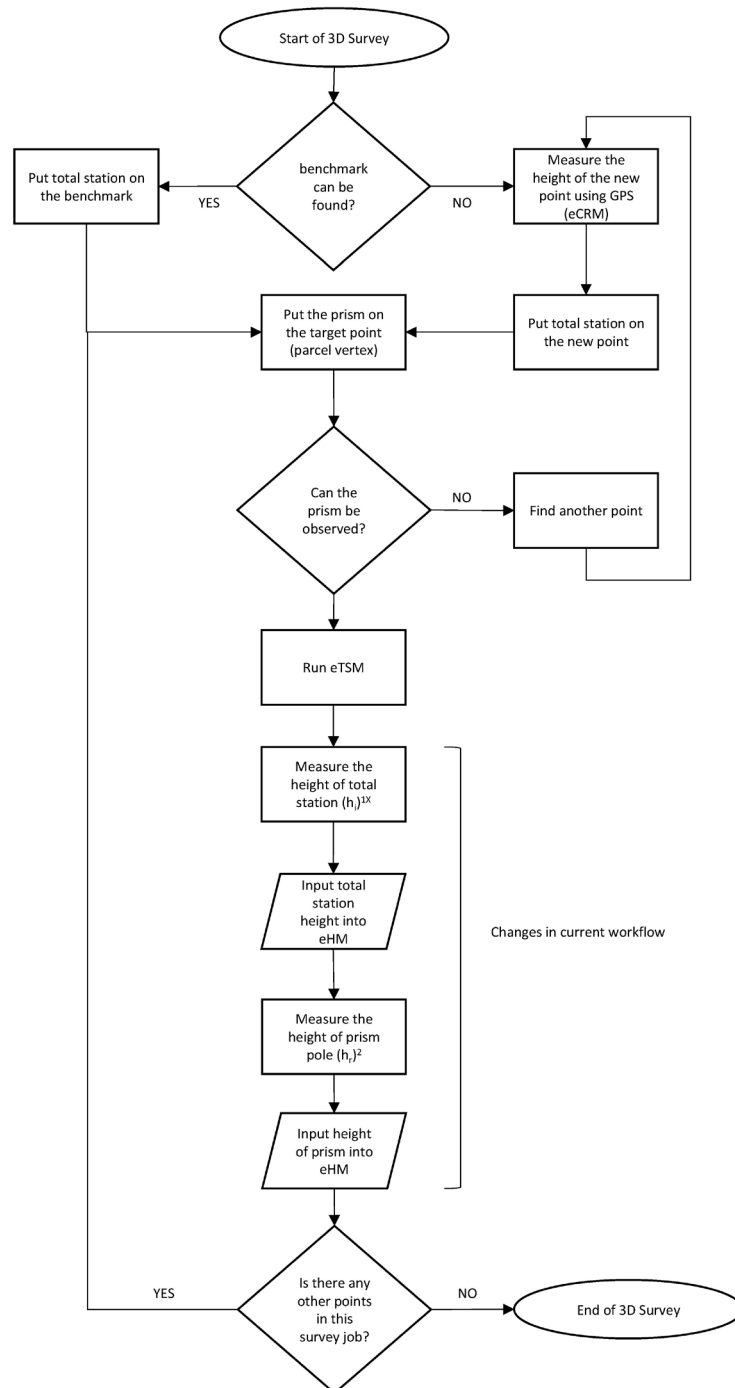 Start of 3D Survey
benchmark
can be
found?
YES
NO
Put total station on
the benchmark
Measure the
height of the new
point using GPS
(eCRM)
Put the prism on
the target point
(parcel vertex)
Put total station on
the new point
Can the
prism be
observed?
NO
Find another point
Run eTSM
Measure the
height of total
station (hᵢ)¹ˣ
Input total
station
height into
eHM
Changes in current workflow
Measure the
height of prism
pole (hᵣ)²
Input height
of prism into
eHM
Is there any
other points
in this
survey job?
YES
NO
End of 3D Survey